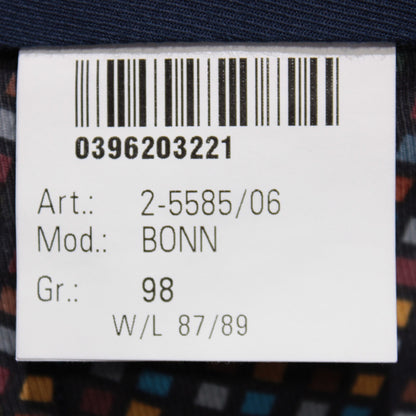 0396203221
Art.: 2-5585/06
Mod.: BONN
Gr.: 98
W/L 87/89